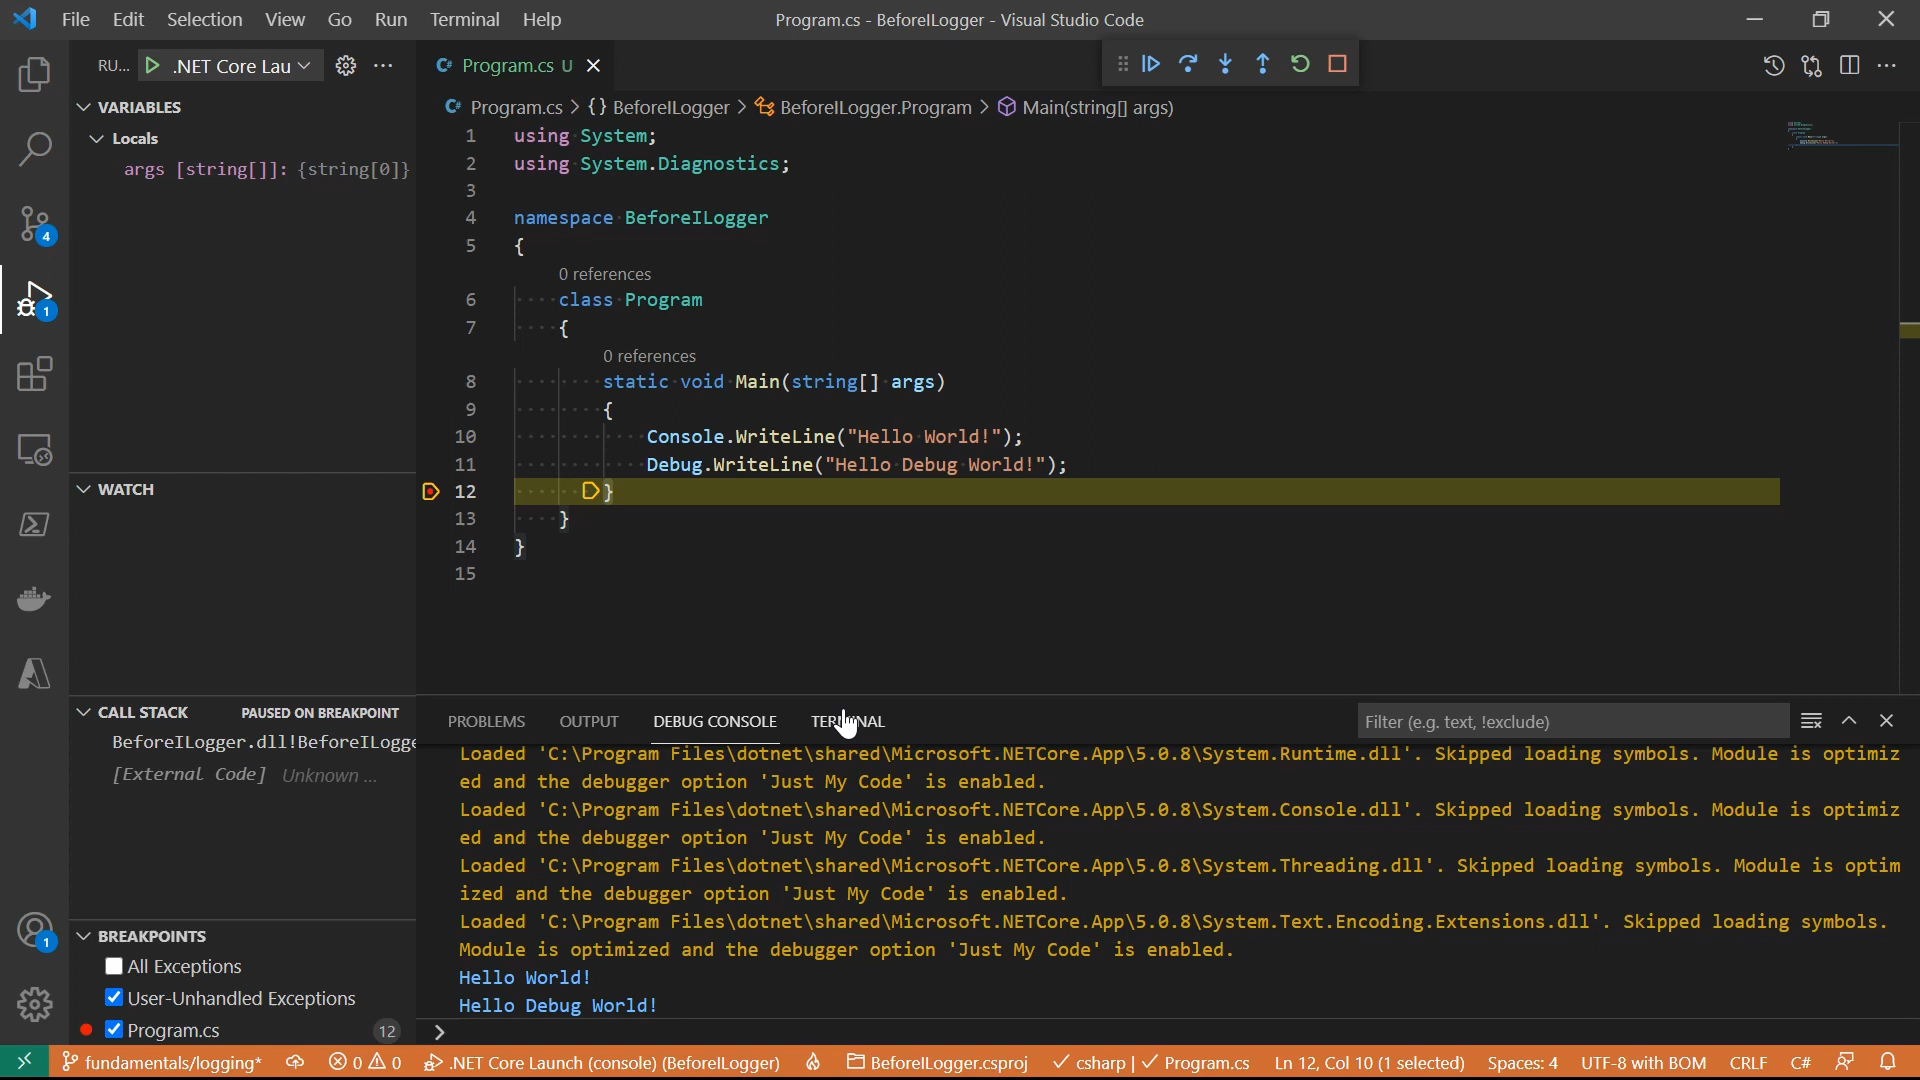 File Edit Selection View Go Run Terminal Help
Program.cs - BeforeILogger - Visual Studio Code
RU... .NET Core Lau
Program.cs U
VARIABLES
Locals
args [string[]]: {string[0]}
WATCH
CALL STACK PAUSED ON BREAKPOINT
BeforeILogger.dll!BeforeILogge
[External Code] Unknown ...
BREAKPOINTS
All Exceptions
User-Unhandled Exceptions
Program.cs 12
4
1
1
Program.cs > {} BeforeILogger > BeforeILogger.Program > Main(string[] args)
1 using System;
2 using System.Diagnostics;
3
4 namespace BeforeILogger
5 {
0 references
6 class Program
7 {
0 references
8 static void Main(string[] args)
9 {
10 Console.WriteLine("Hello World!");
11 Debug.WriteLine("Hello Debug World!");
12 }
13 }
14 }
15
PROBLEMS OUTPUT DEBUG CONSOLE TERMINAL Filter (e.g. text, !exclude)
Loaded 'C:\Program Files\dotnet\shared\Microsoft.NETCore.App\5.0.8\System.Runtime.dll'. Skipped loading symbols. Module is optimiz
ed and the debugger option 'Just My Code' is enabled.
Loaded 'C:\Program Files\dotnet\shared\Microsoft.NETCore.App\5.0.8\System.Console.dll'. Skipped loading symbols. Module is optimiz
ed and the debugger option 'Just My Code' is enabled.
Loaded 'C:\Program Files\dotnet\shared\Microsoft.NETCore.App\5.0.8\System.Threading.dll'. Skipped loading symbols. Module is optim
ized and the debugger option 'Just My Code' is enabled.
Loaded 'C:\Program Files\dotnet\shared\Microsoft.NETCore.App\5.0.8\System.Text.Encoding.Extensions.dll'. Skipped loading symbols.
Module is optimized and the debugger option 'Just My Code' is enabled.
Hello World!
Hello Debug World!
>
fundamentals/logging* 0 0 .NET Core Launch (console) (BeforeILogger) BeforeILogger.csproj csharp | Program.cs Ln 12, Col 10 (1 selected) Spaces: 4 UTF-8 with BOM CRLF C#